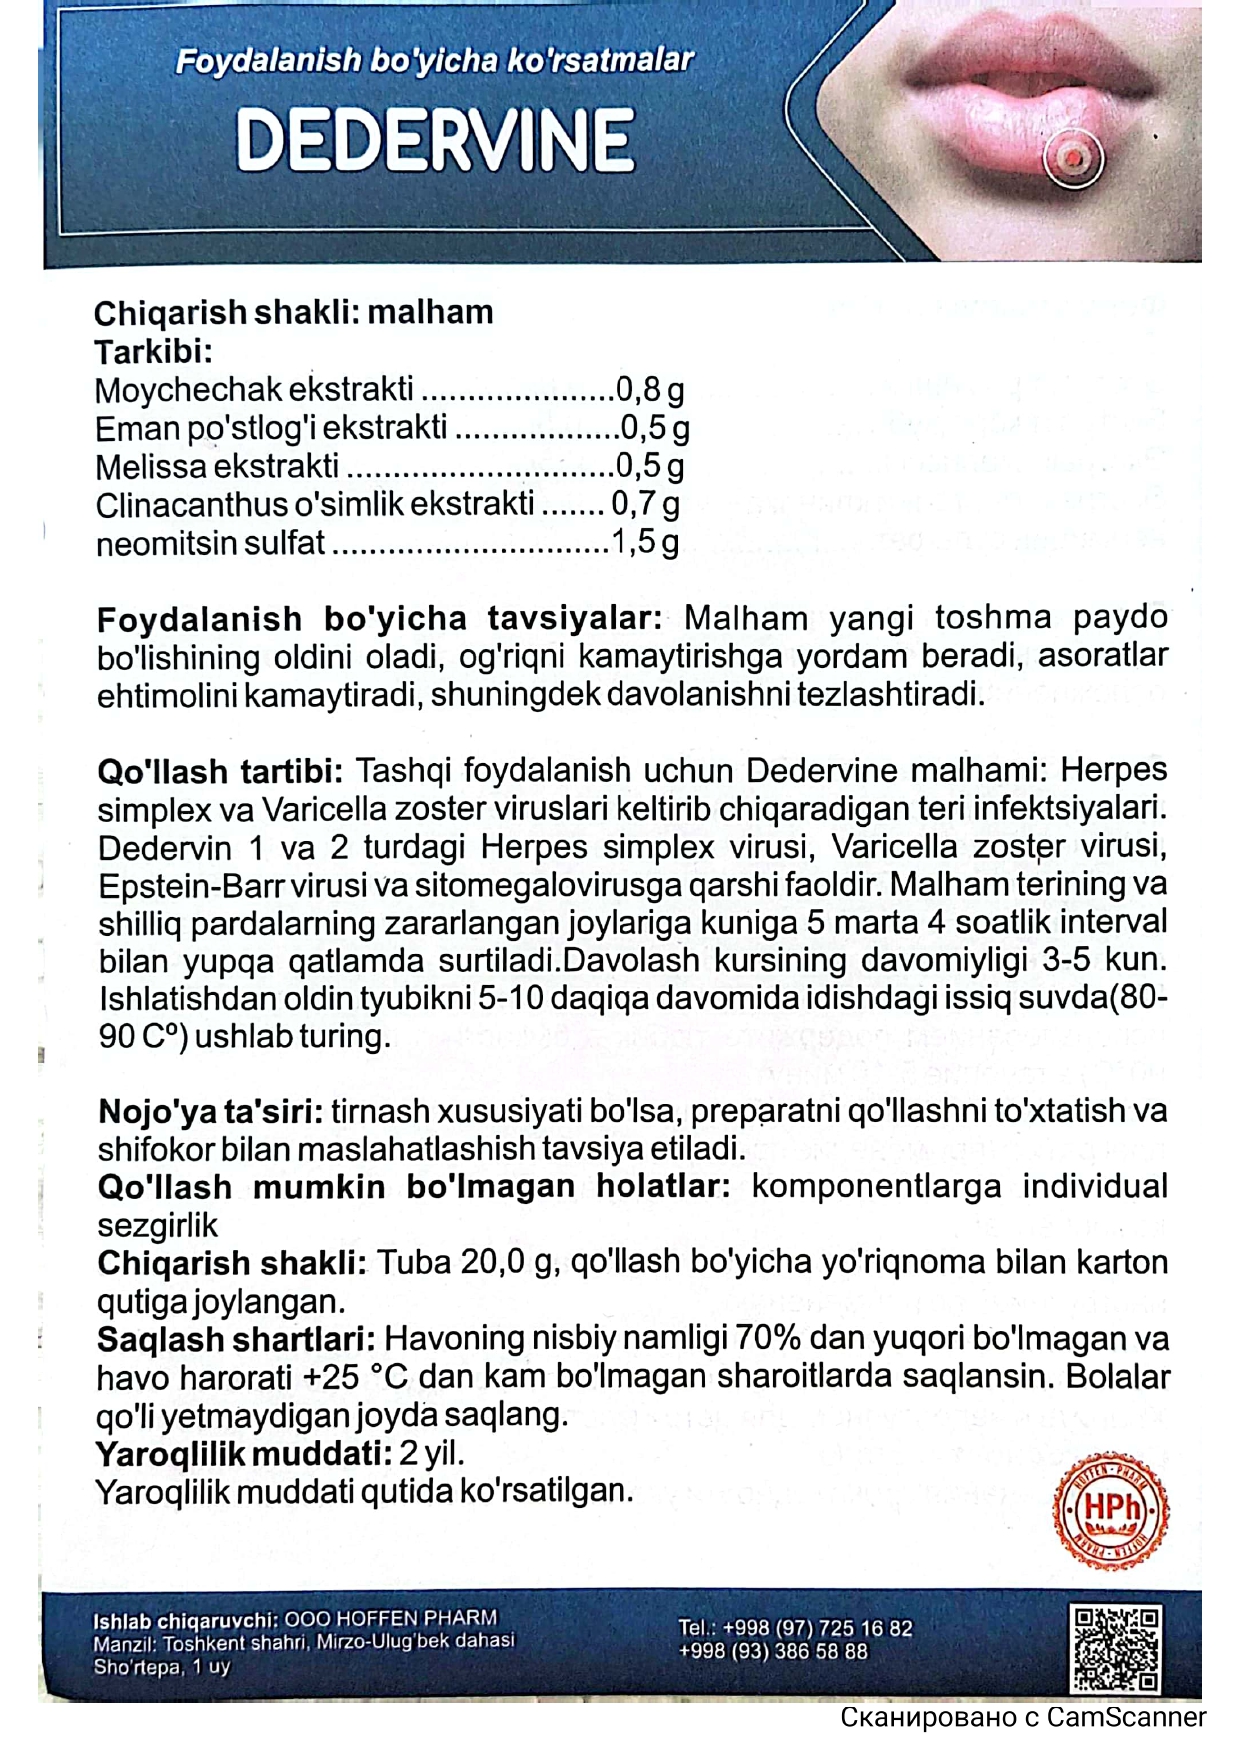 Foydalanish bo'yicha ko'rsatmalar
DEDERVINE
Chiqarish shakli: malham
Tarkibi:
Moychechak ekstrakti .....................0,8 g
Eman po'stlog'i ekstrakti ..................0,5 g
Melissa ekstrakti .............................0,5 g
Clinacanthus o'simlik ekstrakti ....... 0,7 g
neomitsin sulfat ..............................1,5 g
Foydalanish bo'yicha tavsiyalar: Malham yangi toshma paydo
bo'lishining oldini oladi, og'riqni kamaytirishga yordam beradi, asoratlar
ehtimolini kamaytiradi, shuningdek davolanishni tezlashtiradi.
Qo'llash tartibi: Tashqi foydalanish uchun Dedervine malhami: Herpes
simplex va Varicella zoster viruslari keltirib chiqaradigan teri infektsiyalari.
Dedervin 1 va 2 turdagi Herpes simplex virusi, Varicella zoster virusi,
Epstein-Barr virusi va sitomegalovirusga qarshi faoldir. Malham terining va
shilliq pardalarning zararlangan joylariga kuniga 5 marta 4 soatlik interval
bilan yupqa qatlamda surtiladi.Davolash kursining davomiyligi 3-5 kun.
Ishlatishdan oldin tyubikni 5-10 daqiqa davomida idishdagi issiq suvda(80-
90 Cº) ushlab turing.
Nojo'ya ta'siri: tirnash xususiyati bo'lsa, preparatni qo'llashni to'xtatish va
shifokor bilan maslahatlashish tavsiya etiladi.
Qo'llash mumkin bo'lmagan holatlar: komponentlarga individual
sezgirlik
Chiqarish shakli: Tuba 20,0 g, qo'llash bo'yicha yo'riqnoma bilan karton
qutiga joylangan.
Saqlash shartlari: Havoning nisbiy namligi 70% dan yuqori bo'lmagan va
havo harorati +25 °C dan kam bo'lmagan sharoitlarda saqlansin. Bolalar
qo'li yetmaydigan joyda saqlang.
Yaroqlilik muddati: 2 yil.
Yaroqlilik muddati qutida ko'rsatilgan.
HOFFEN - PHARM
HPh
HOFFEN - PHARM
Ishlab chiqaruvchi: OOO HOFFEN PHARM
Manzil: Toshkent shahri, Mirzo-Ulug'bek dahasi
Sho'rtepa, 1 uy
Tel.: +998 (97) 725 16 82
+998 (93) 386 58 88
Сканировано с CamScanner